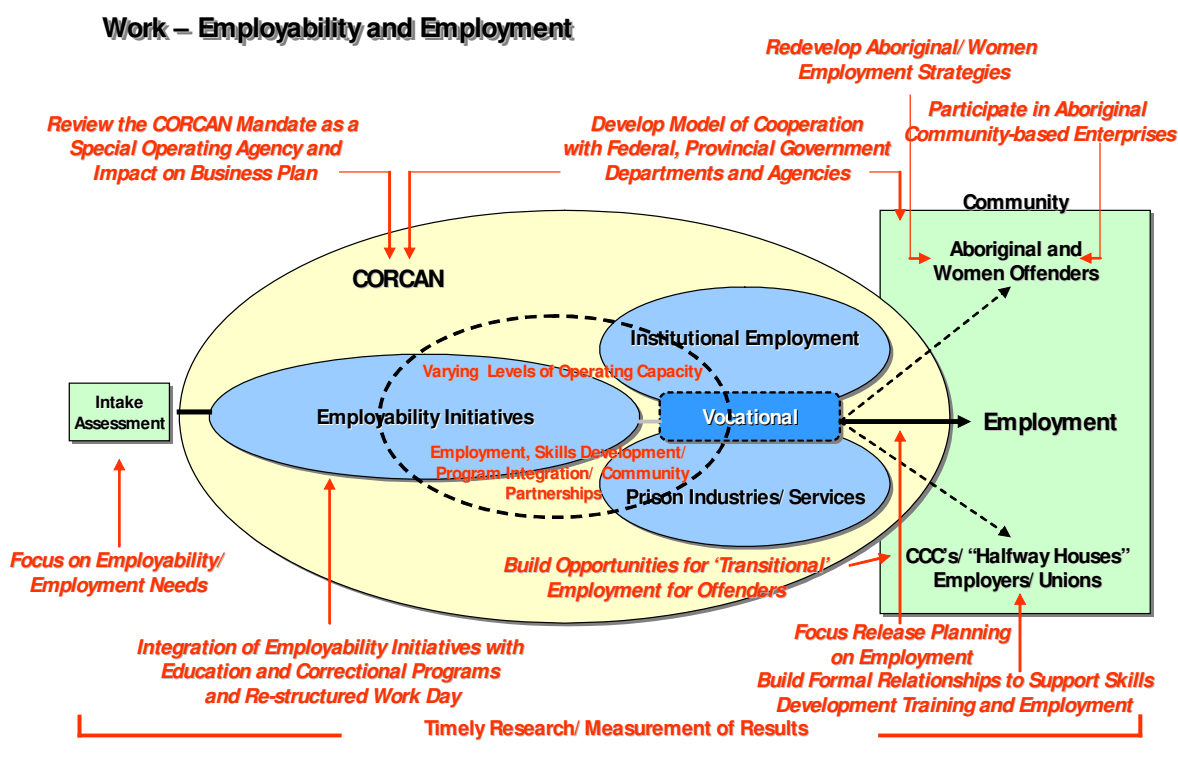 Work – Employability and Employment
Redevelop Aboriginal/ Women
Employment Strategies
Participate in Aboriginal
Community-based Enterprises
Review the CORCAN Mandate as a
Special Operating Agency and
Impact on Business Plan
Develop Model of Cooperation
with Federal, Provincial Government
Departments and Agencies
Community
Aboriginal and
Women Offenders
CORCAN
Institutional Employment
Varying Levels of Operating Capacity
Intake
Assessment
Employability Initiatives
Vocational
Employment
Employment, Skills Development/
Program Integration/ Community
Partnerships
Prison Industries/ Services
Focus on Employability/
Employment Needs
Build Opportunities for ‘Transitional’
Employment for Offenders
CCC’s/ “Halfway Houses”
Employers/ Unions
Integration of Employability Initiatives with
Education and Correctional Programs
and Re-structured Work Day
Focus Release Planning
on Employment
Build Formal Relationships to Support Skills
Development Training and Employment
Timely Research/ Measurement of Results